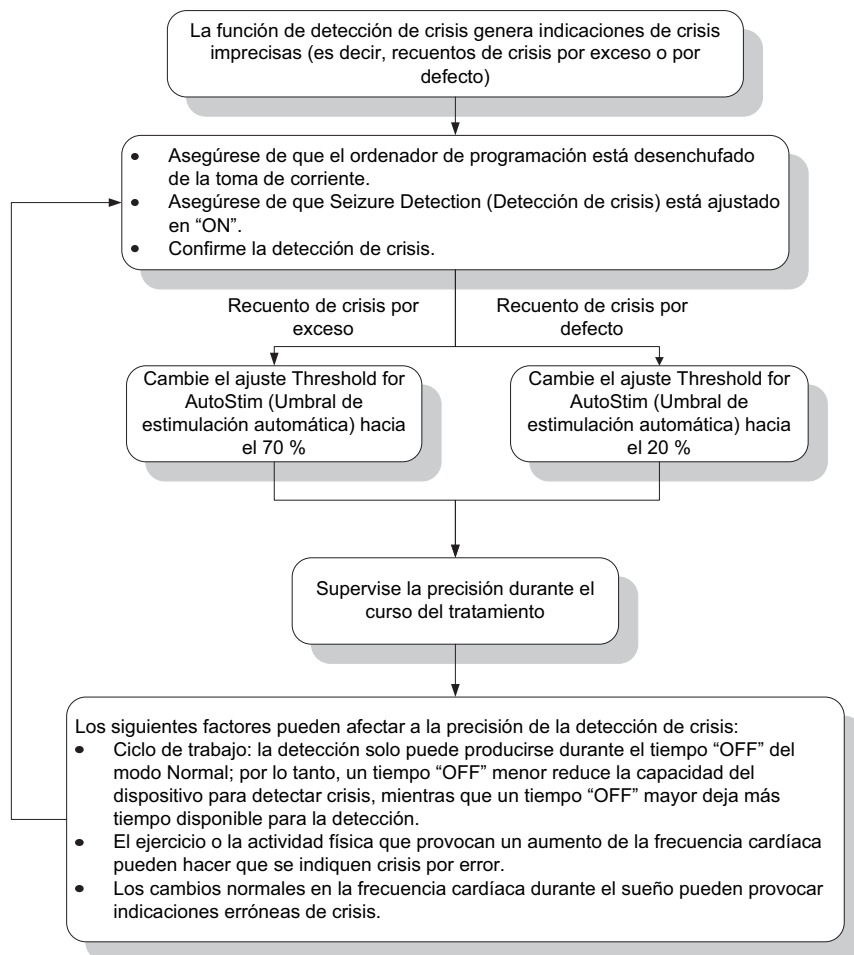 La función de detección de crisis genera indicaciones de crisis
imprecisas (es decir, recuentos de crisis por exceso o por
defecto)
• Asegúrese de que el ordenador de programación está desenchufado
de la toma de corriente.
• Asegúrese de que Seizure Detection (Detección de crisis) está ajustado
en “ON”.
• Confirme la detección de crisis.
Recuento de crisis por
exceso
Recuento de crisis por
defecto
Cambie el ajuste Threshold for
AutoStim (Umbral de
estimulación automática) hacia
el 70 %
Cambie el ajuste Threshold for
AutoStim (Umbral de
estimulación automática) hacia
el 20 %
Supervise la precisión durante el
curso del tratamiento
Los siguientes factores pueden afectar a la precisión de la detección de crisis:
• Ciclo de trabajo: la detección solo puede producirse durante el tiempo “OFF” del
modo Normal; por lo tanto, un tiempo “OFF” menor reduce la capacidad del
dispositivo para detectar crisis, mientras que un tiempo “OFF” mayor deja más
tiempo disponible para la detección.
• El ejercicio o la actividad física que provocan un aumento de la frecuencia cardíaca
pueden hacer que se indiquen crisis por error.
• Los cambios normales en la frecuencia cardíaca durante el sueño pueden provocar
indicaciones erróneas de crisis.